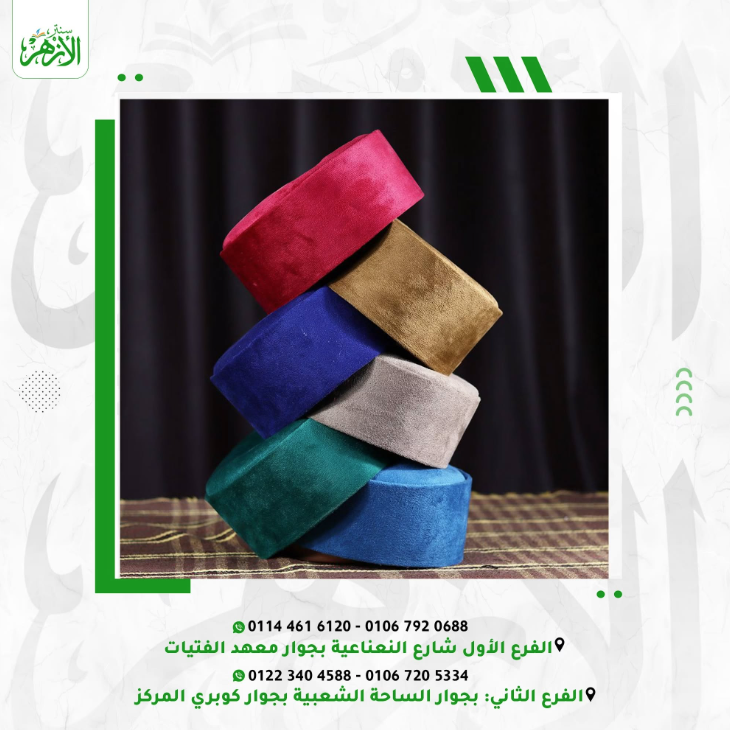 سنتر
الأزهر
0114 461 6120 - 0106 792 0688
الفرع الأول شارع النعناعية بجوار معهد الفتيات
0122 340 4588 - 0106 720 5334
الفرع الثاني: بجوار الساحة الشعبية بجوار كوبري المركز